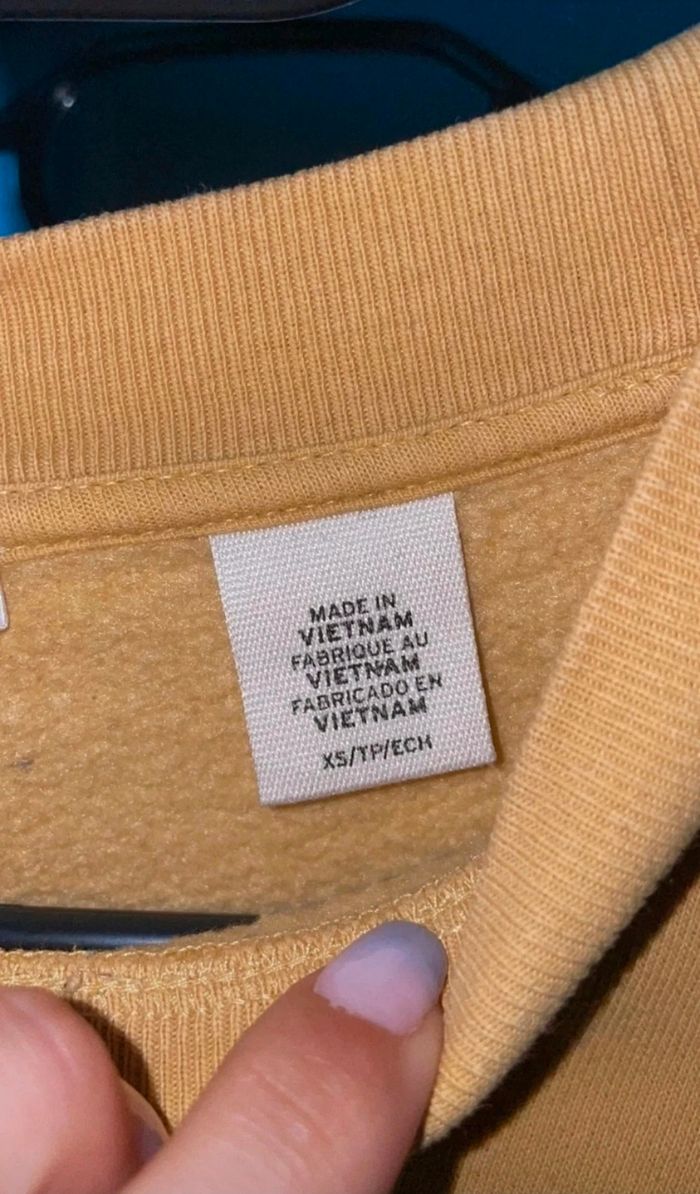 MADE IN
VIETNAM
FABRIQUE AU
VIETNAM
FABRICADO EN
VIETNAM
XS/TP/ECH